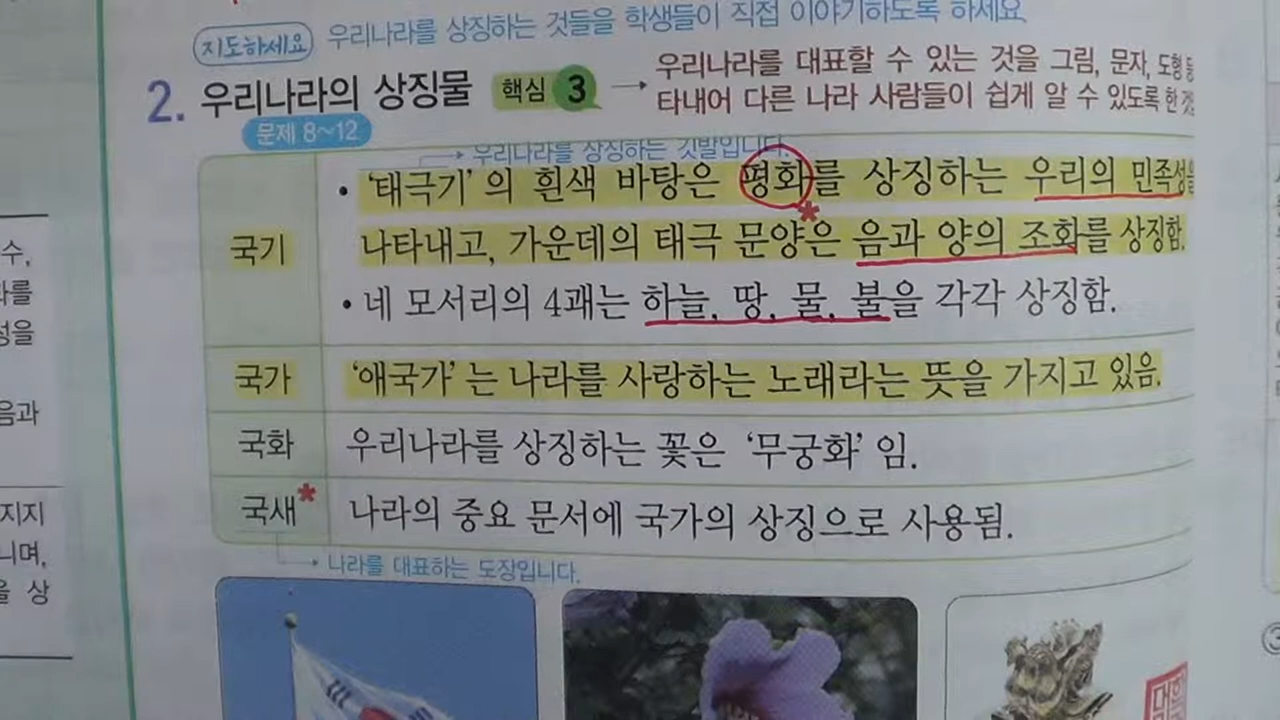 지도하세요 우리나라를 상징하는 것들을 학생들이 직접 이야기하도록 하세요.
2. 우리나라의 상징물 핵심 3 → 우리나라를 대표할 수 있는 것을 그림, 문자, 도형 등
타내어 다른 나라 사람들이 쉽게 알 수 있도록 한 것
문제 8~12
우리나라를 상징하는 깃발입니다.
• ‘태극기’의 흰색 바탕은 평화를 상징하는 우리의 민족성을
국기 나타내고, 가운데의 태극 문양*은 음과 양의 조화를 상징함.
• 네 모서리의 4괘는 하늘, 땅, 물, 불을 각각 상징함.
국가 ‘애국가’는 나라를 사랑하는 노래라는 뜻을 가지고 있음.
국화 우리나라를 상징하는 꽃은 ‘무궁화’임.
국새* 나라의 중요 문서에 국가의 상징으로 사용됨.
나라를 대표하는 도장입니다.
수,
화를
성을
음과
지지
니며,
을 상